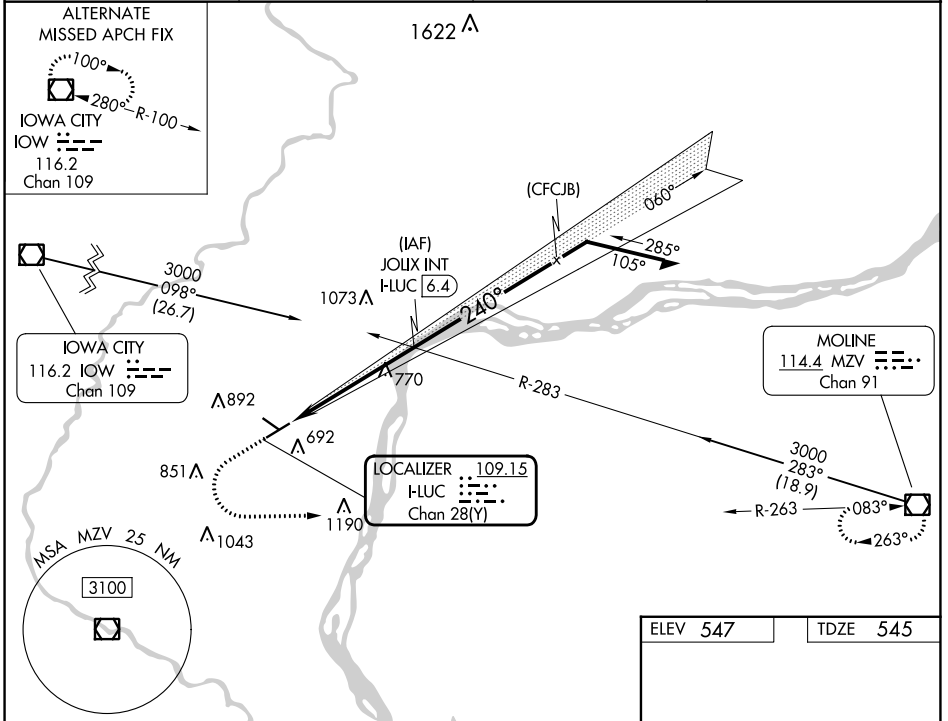 ALTERNATE
MISSED APCH FIX
100°
280°
R-100
IOWA CITY
IOW
116.2
Chan 109
1622
(CFCJB)
060°
285°
105°
(IAF)
JOLIX INT
I-LUC 6.4
240°
3000
098°
(26.7)
1073
IOWA CITY
116.2 IOW
Chan 109
770
R-283
MOLINE
114.4 MZV
Chan 91
892
692
851
LOCALIZER 109.15
I-LUC
Chan 28(Y)
1190
1043
3000
283°
(18.9)
R-263
083°
263°
MSA MZV 25 NM
3100
ELEV 547
TDZE 545